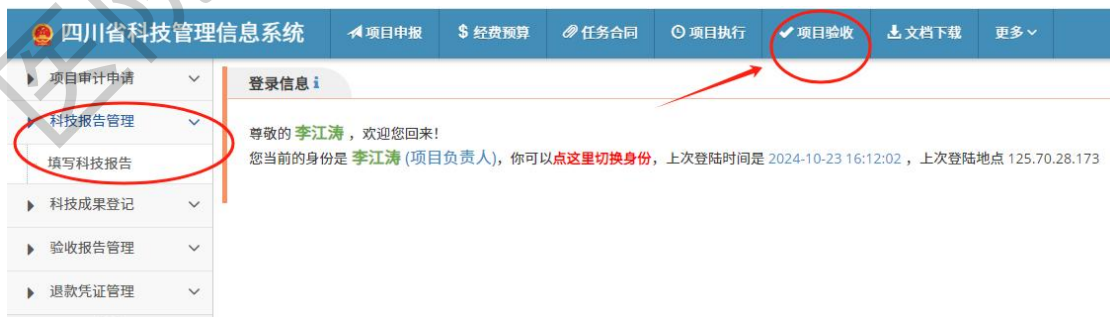 四川省科技管理信息系统 项目申报 $ 经费预算 任务合同 项目执行 项目验收 文档下载 更多
项目审计申请
科技报告管理
填写科技报告
科技成果登记
验收报告管理
退款凭证管理
登录信息 i
尊敬的 李江涛 ，欢迎您回来！
您当前的身份是 李江涛 (项目负责人)，你可以点这里切换身份，上次登陆时间是 2024-10-23 16:12:02 ，上次登陆地点 125.70.28.173